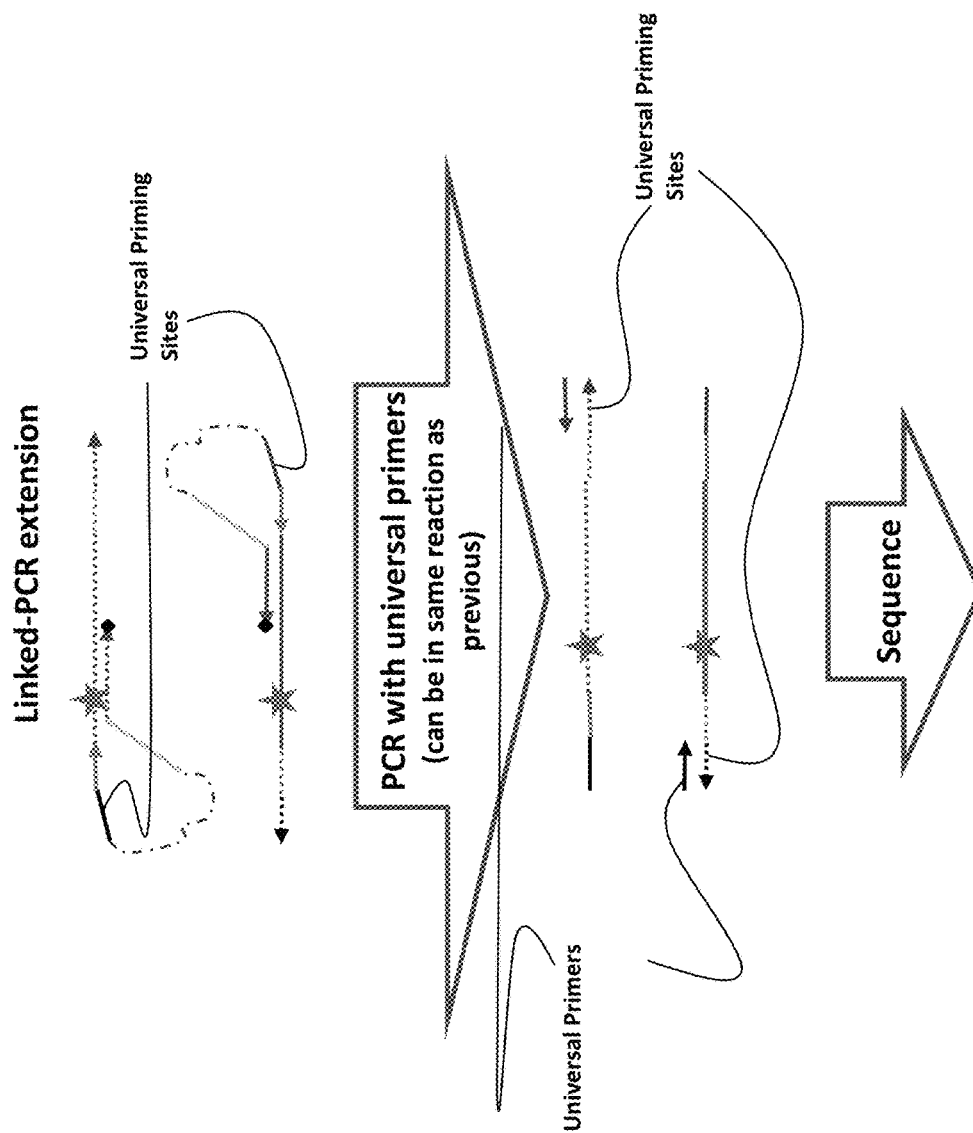 Linked-PCR extension
Universal Priming
Sites
PCR with universal primers
(can be in same reaction as
previous)
Universal Priming
Sites
Universal Primers
Sequence